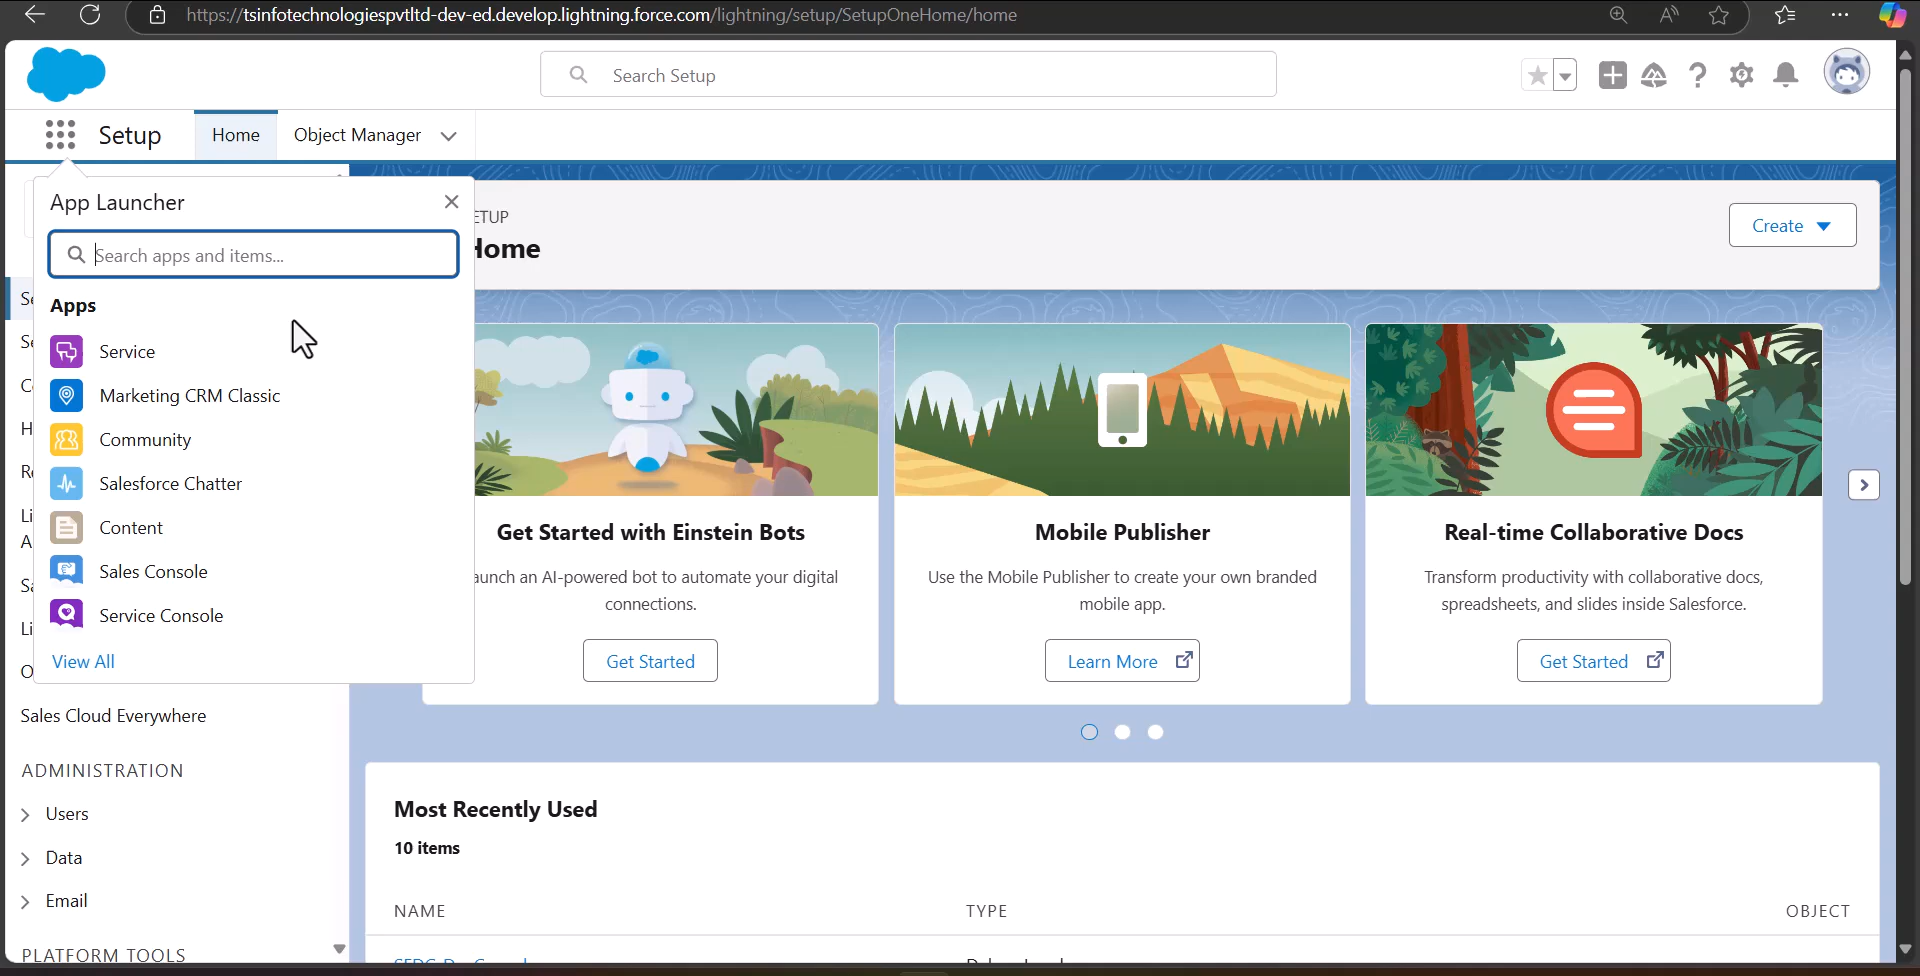 https://tsinfotechnologiespvtltd-dev-ed.develop.lightning.force.com/lightning/setup/SetupOneHome/home
Search Setup
Setup
Home
Object Manager
App Launcher
Search apps and items...
Apps
Service
Marketing CRM Classic
Community
Salesforce Chatter
Content
Sales Console
Service Console
View All
Sales Cloud Everywhere
ADMINISTRATION
Users
Data
Email
PLATFORM TOOLS
ETUP
Home
Create
Get Started with Einstein Bots
aunch an AI-powered bot to automate your digital
connections.
Get Started
Mobile Publisher
Use the Mobile Publisher to create your own branded
mobile app.
Learn More
Real-time Collaborative Docs
Transform productivity with collaborative docs,
spreadsheets, and slides inside Salesforce.
Get Started
Most Recently Used
10 items
NAME
TYPE
OBJECT